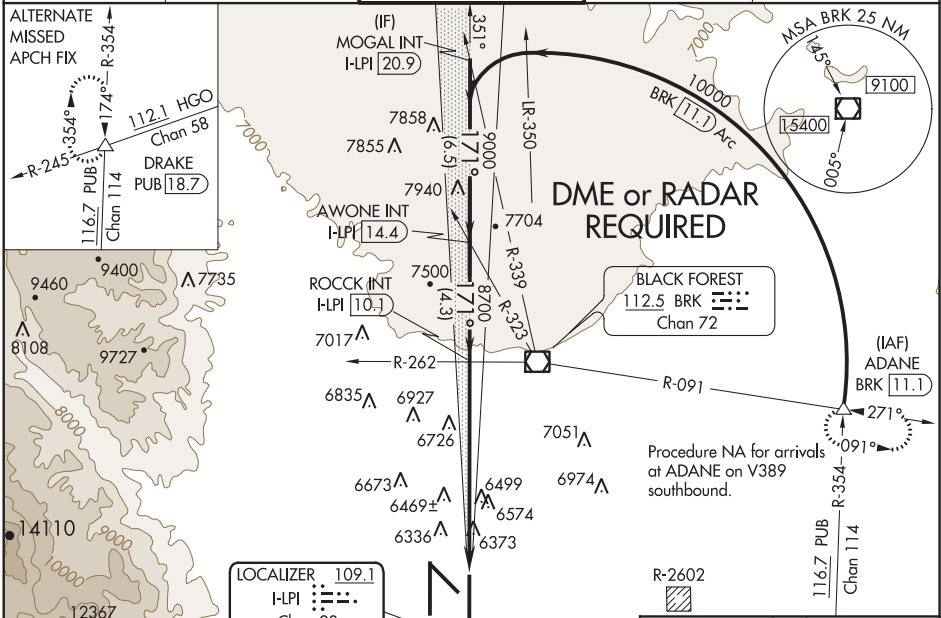 ALTERNATE
MISSED
APCH FIX
R-354
174°
354°
112.1 HGO
Chan 58
R-245
DRAKE
PUB 18.7
116.7 PUB
Chan 114
(IF)
MOGAL INT
I-LPI 20.9
351°
7000
7858
7855
7940
9000
171°
(6.5)
LR-350
10000
BRK 11.1 Arc
7000
MSA BRK 25 NM
145°
9100
15400
005°
DME or RADAR
REQUIRED
AWONE INT
I-LPI 14.4
7704
R-339
R-323
7500
8700
171°
(4.3)
ROCCK INT
I-LPI 10.1
7017
R-262
BLACK FOREST
112.5 BRK
Chan 72
R-091
(IAF)
ADANE
BRK 11.1
271°
091°
Procedure NA for arrivals
at ADANE on V389
southbound.
R-354
116.7 PUB
Chan 114
9460
9400
7735
8108
9727
8000
6835
6927
6726
7051
6673
6469±
6499
6574
6974
6336
6373
14110
9000
10000
12367
LOCALIZER 109.1
I-LPI
R-2602